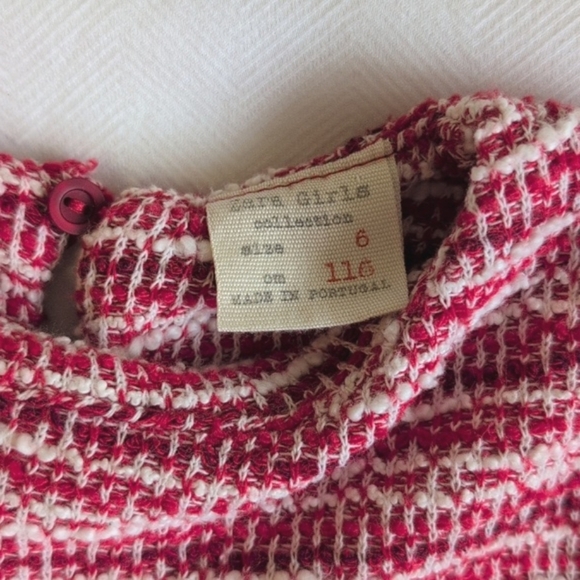 Zara Girls
collection
size 6
cm 116
MADE IN PORTUGAL